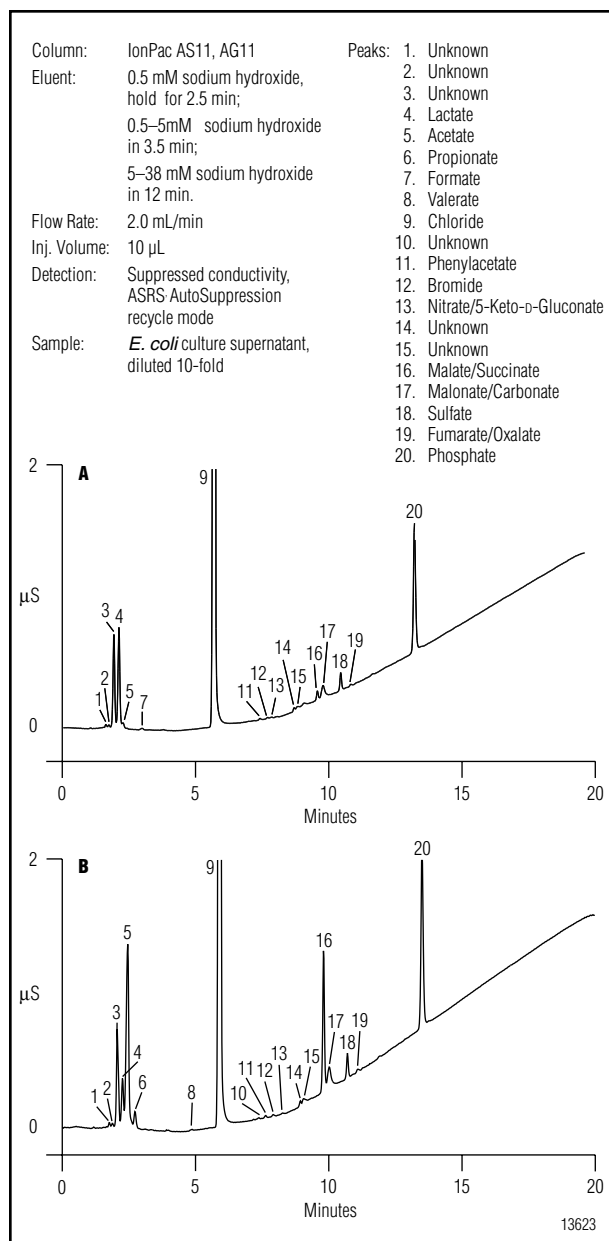 Column: IonPac AS11, AG11
Eluent: 0.5 mM sodium hydroxide,
hold for 2.5 min;
0.5–5mM sodium hydroxide
in 3.5 min;
5–38 mM sodium hydroxide
in 12 min.
Flow Rate: 2.0 mL/min
Inj. Volume: 10 µL
Detection: Suppressed conductivity,
ASRS AutoSuppression
recycle mode
Sample: E. coli culture supernatant,
diluted 10-fold
Peaks: 1. Unknown
2. Unknown
3. Unknown
4. Lactate
5. Acetate
6. Propionate
7. Formate
8. Valerate
9. Chloride
10. Unknown
11. Phenylacetate
12. Bromide
13. Nitrate/5-Keto-D-Gluconate
14. Unknown
15. Unknown
16. Malate/Succinate
17. Malonate/Carbonate
18. Sulfate
19. Fumarate/Oxalate
20. Phosphate
2
A
9
20
µS
3 4
17
14 16
12
2 5 13 15 18 19
1 7 11
0
0 5 10 15 20
Minutes
2
B
9
20
5
16
µS
3
17 19
4 13 18
6 11 12 15
2 8 10 14
1
0
0 5 10 15 20
Minutes
13623